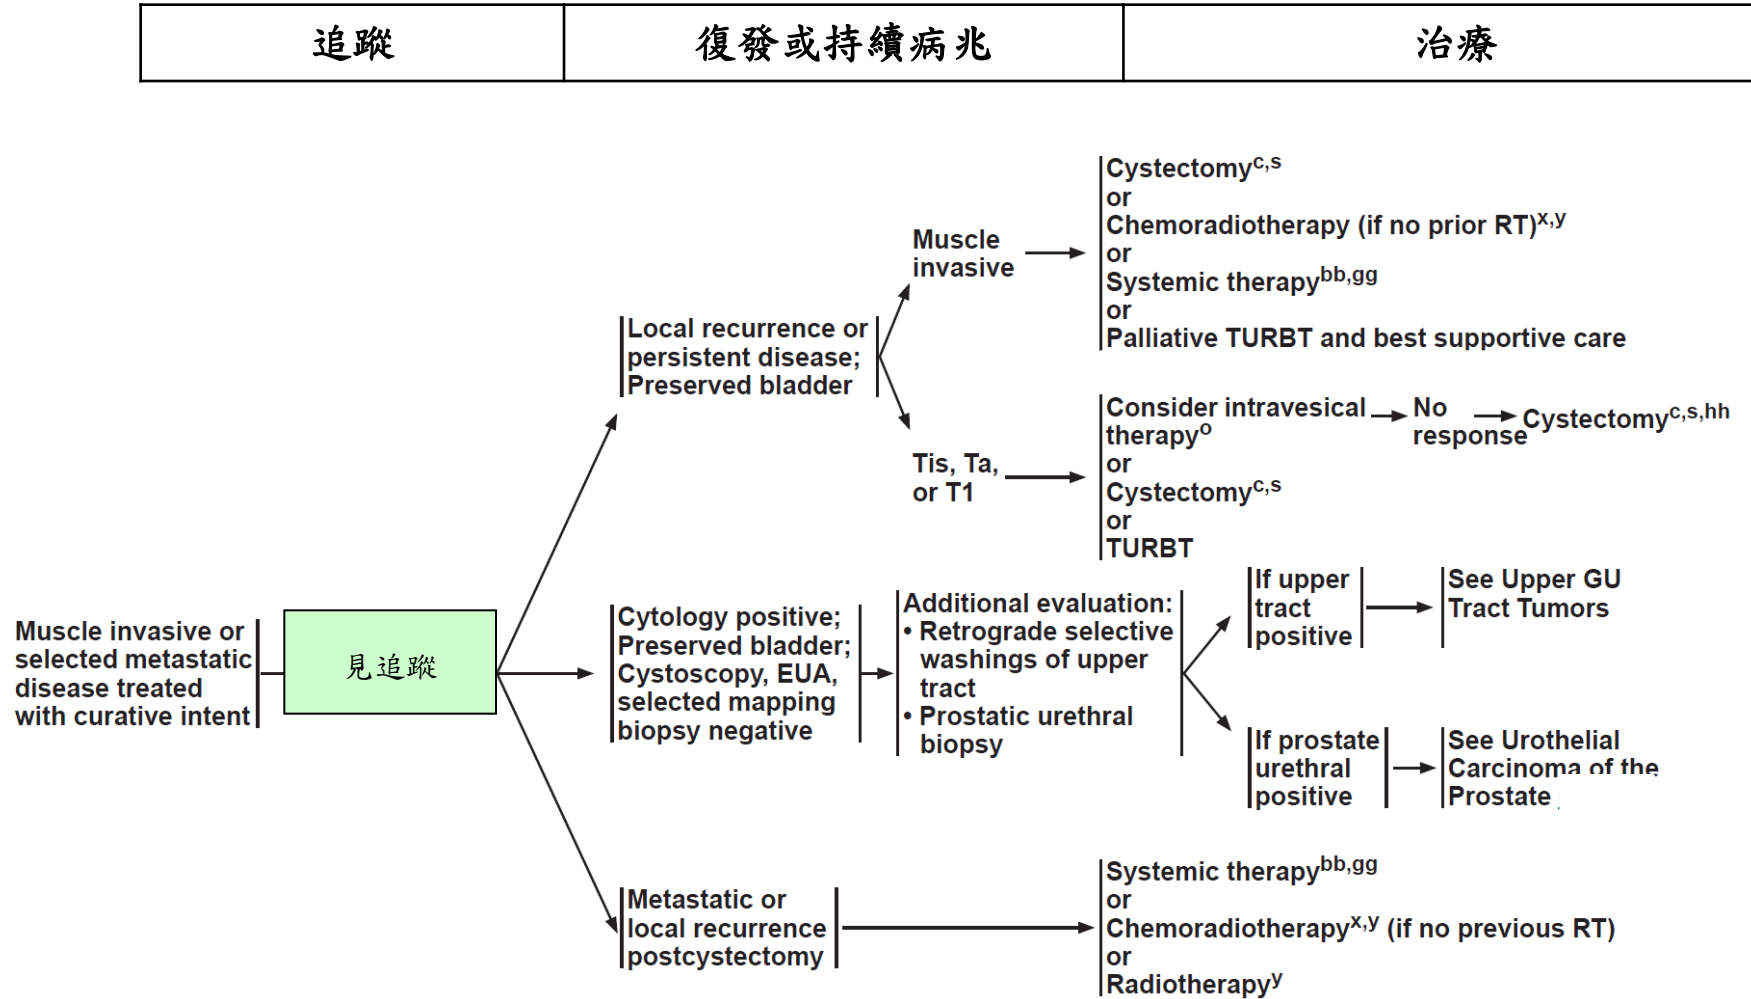 追蹤
復發或持續病兆
治療
Muscle invasive or
selected metastatic
disease treated
with curative intent
見追蹤
Local recurrence or
persistent disease;
Preserved bladder
Muscle
invasive
Cystectomyc,s
or
Chemoradiotherapy (if no prior RT)x,y
or
Systemic therapybb,gg
or
Palliative TURBT and best supportive care
Tis, Ta,
or T1
Consider intravesical
therapyo
or
Cystectomyc,s
or
TURBT
No
response
Cystectomyc,s,hh
Cytology positive;
Preserved bladder;
Cystoscopy, EUA,
selected mapping
biopsy negative
Additional evaluation:
• Retrograde selective
washings of upper
tract
• Prostatic urethral
biopsy
If upper
tract
positive
See Upper GU
Tract Tumors
If prostate
urethral
positive
See Urothelial
Carcinoma of the
Prostate
Metastatic or
local recurrence
postcystectomy
Systemic therapybb,gg
or
Chemoradiotherapyx,y (if no previous RT)
or
Radiotherapyy